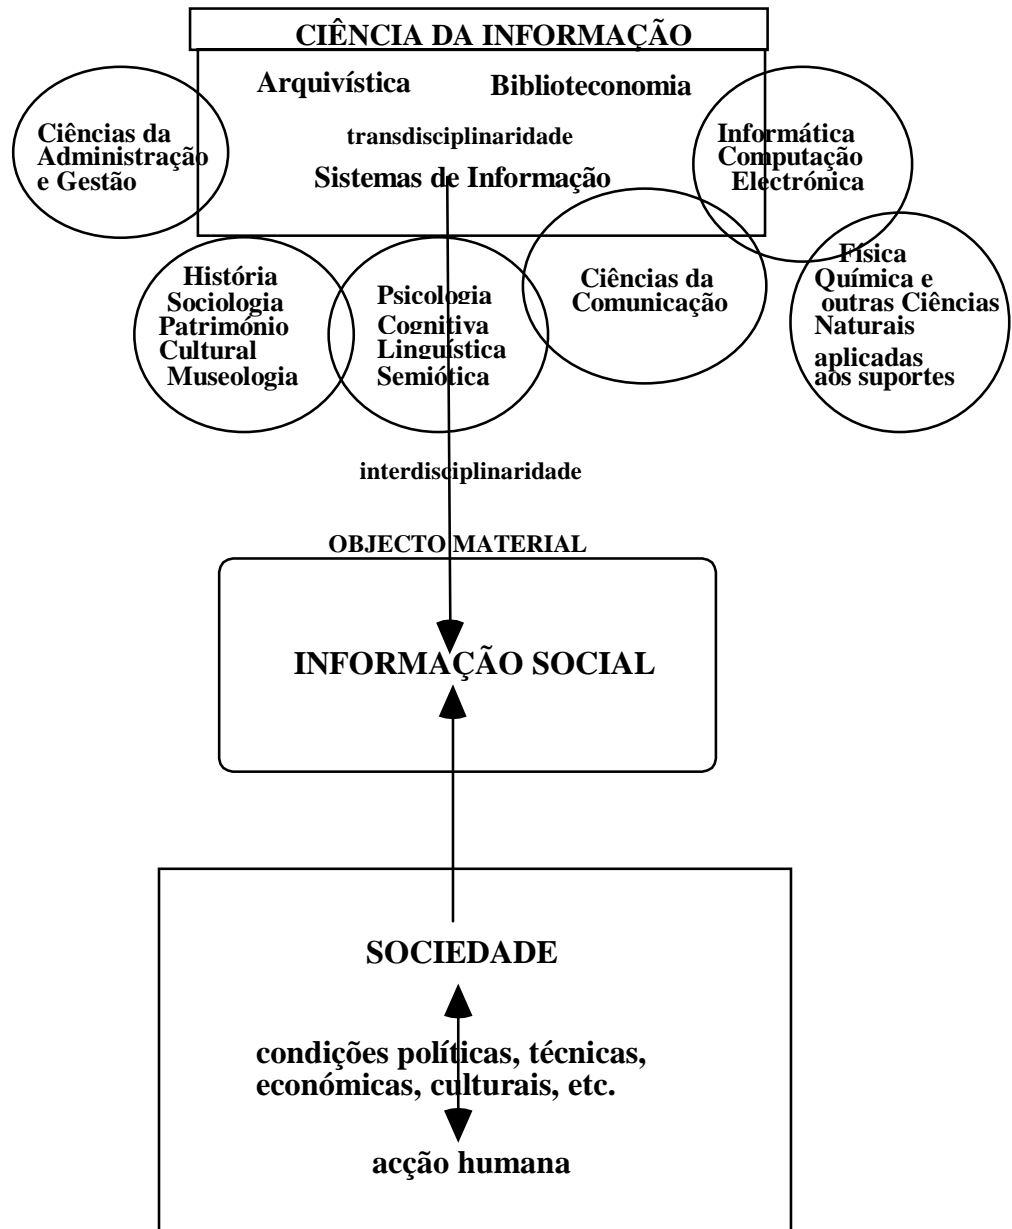 CIÊNCIA DA INFORMAÇÃO
Arquivística
Biblioteconomia
transdisciplinaridade
Sistemas de Informação
Ciências da
Administração
e Gestão
Informática
Computação
Electrónica
História
Sociologia
Património
Cultural
Museologia
Psicologia
Cognitiva
Linguística
Semiótica
Ciências da
Comunicação
Física
Química e
outras Ciências
Naturais
aplicadas
aos suportes
interdisciplinaridade
OBJECTO MATERIAL
INFORMAÇÃO SOCIAL
SOCIEDADE
condições políticas, técnicas,
económicas, culturais, etc.
acção humana